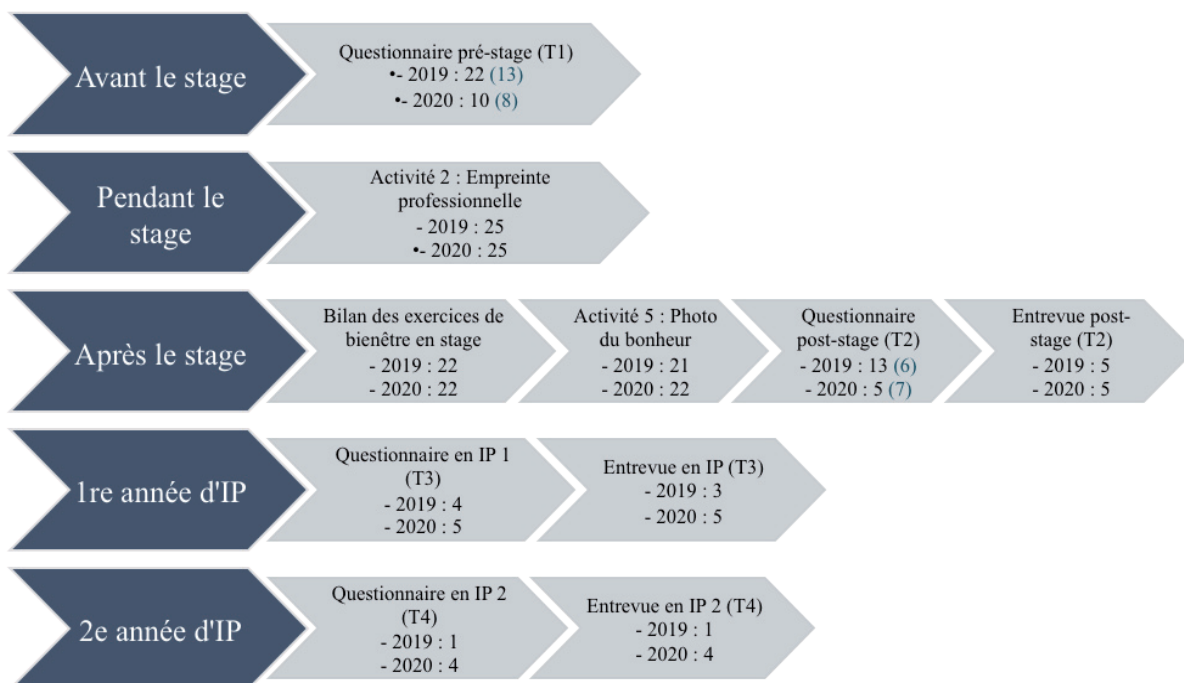 Avant le stage
Questionnaire pré-stage (T1)
•- 2019 : 22 (13)
•- 2020 : 10 (8)
Pendant le
stage
Activité 2 : Empreinte
professionnelle
- 2019 : 25
•- 2020 : 25
Après le stage
Bilan des exercices de
bienêtre en stage
- 2019 : 22
- 2020 : 22
Activité 5 : Photo
du bonheur
- 2019 : 21
- 2020 : 22
Questionnaire
post-stage (T2)
- 2019 : 13 (6)
- 2020 : 5 (7)
Entrevue post-
stage (T2)
- 2019 : 5
- 2020 : 5
1re année d'IP
Questionnaire en IP 1
(T3)
- 2019 : 4
- 2020 : 5
Entrevue en IP (T3)
- 2019 : 3
- 2020 : 5
2e année d'IP
Questionnaire en IP 2
(T4)
- 2019 : 1
- 2020 : 4
Entrevue en IP 2 (T4)
- 2019 : 1
- 2020 : 4